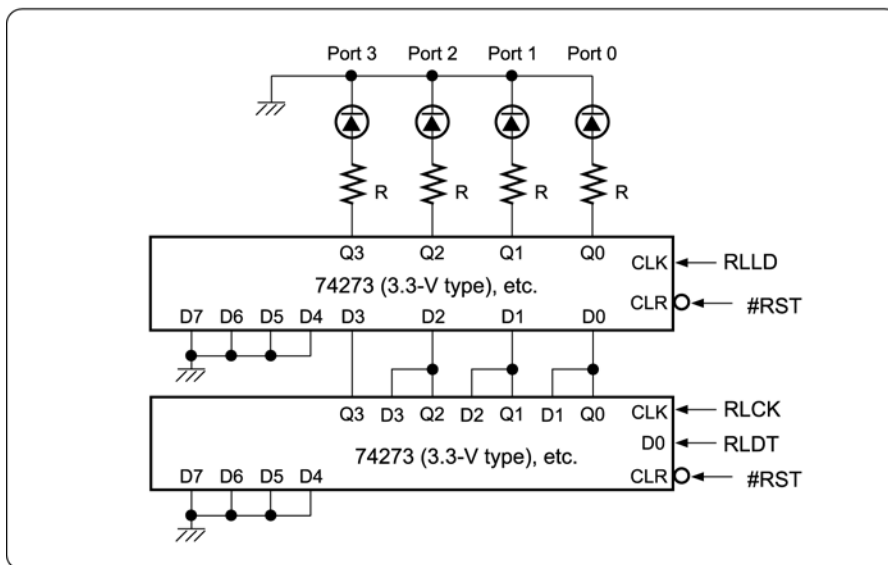 Port 3 Port 2 Port 1 Port 0
R R R R
Q3 Q2 Q1 Q0
CLK RLLD
74273 (3.3-V type), etc.
CLR #RST
D7 D6 D5 D4 D3 D2 D1 D0
Q3 D3 Q2 D2 Q1 D1 Q0 CLK RLCK
D0 RLDT
74273 (3.3-V type), etc.
D7 D6 D5 D4 CLR #RST